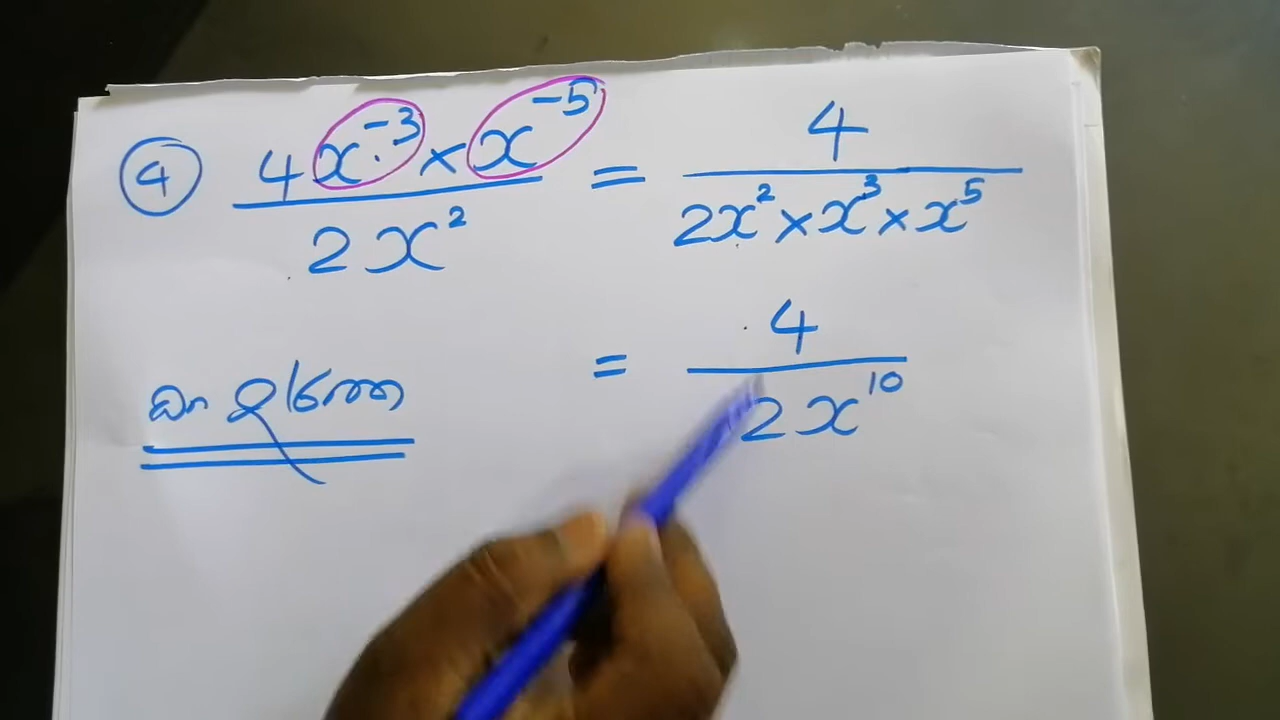 ④ (4x⁻³ × x⁻⁵) / (2x²) = 4 / (2x² × x³ × x⁵)
= 4 / (2x¹⁰)